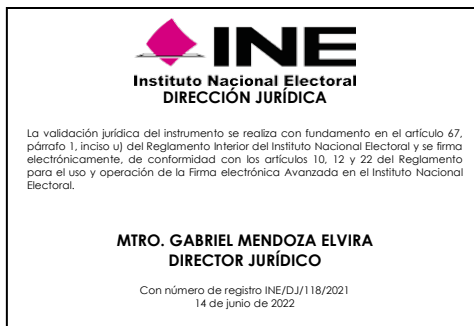 INE
Instituto Nacional Electoral
DIRECCIÓN JURÍDICA
La validación jurídica del instrumento se realiza con fundamento en el artículo 67,
párrafo 1, inciso u) del Reglamento Interior del Instituto Nacional Electoral y se firma
electrónicamente, de conformidad con los artículos 10, 12 y 22 del Reglamento
para el uso y operación de la Firma electrónica Avanzada en el Instituto Nacional
Electoral.
MTRO. GABRIEL MENDOZA ELVIRA
DIRECTOR JURÍDICO
Con número de registro INE/DJ/118/2021
14 de junio de 2022